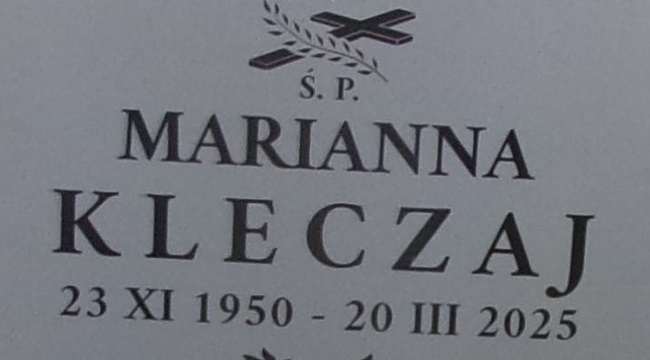 Ś. P.
MARIANNA
KLECZAJ
23 XI 1950 - 20 III 2025